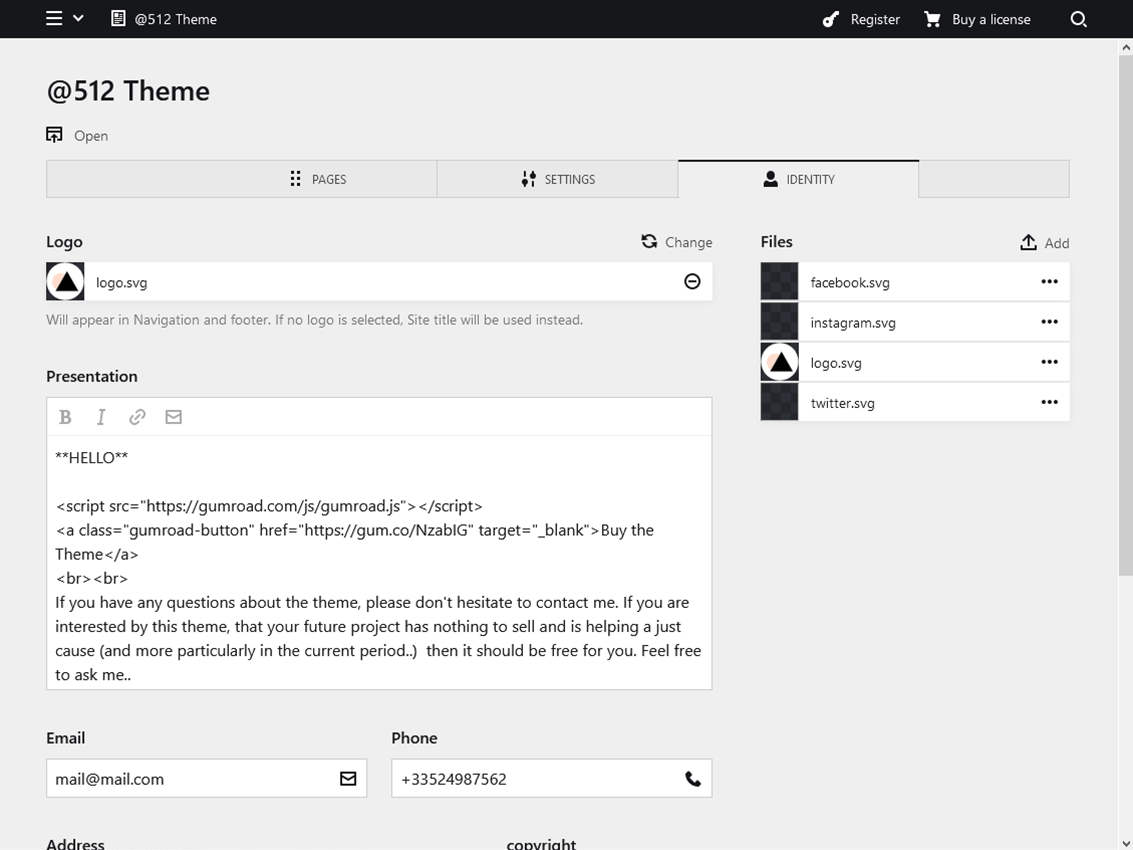 @512 Theme
Register
Buy a license
@512 Theme
Open
PAGES
SETTINGS
IDENTITY
Logo
Change
logo.svg
Will appear in Navigation and footer. If no logo is selected, Site title will be used instead.
Files
Add
facebook.svg
instagram.svg
logo.svg
twitter.svg
Presentation
B I
**HELLO**
<script src="https://gumroad.com/js/gumroad.js"></script>
<a class="gumroad-button" href="https://gum.co/NzablG" target="_blank">Buy the
Theme</a>
<br><br>
If you have any questions about the theme, please don't hesitate to contact me. If you are
interested by this theme, that your future project has nothing to sell and is helping a just
cause (and more particularly in the current period..)  then it should be free for you. Feel free
to ask me..
Email
Phone
mail@mail.com
+33524987562
Address
copyright